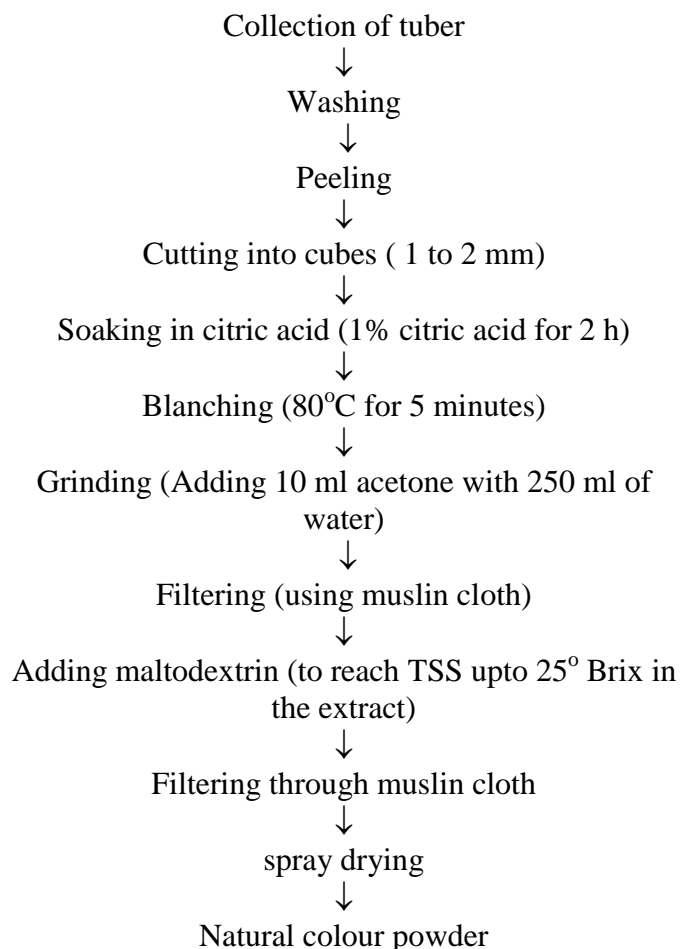 Collection of tuber
↓
Washing
↓
Peeling
↓
Cutting into cubes ( 1 to 2 mm)
↓
Soaking in citric acid (1% citric acid for 2 h)
↓
Blanching (80°C for 5 minutes)
↓
Grinding (Adding 10 ml acetone with 250 ml of
water)
↓
Filtering (using muslin cloth)
↓
Adding maltodextrin (to reach TSS upto 25° Brix in
the extract)
↓
Filtering through muslin cloth
↓
spray drying
↓
Natural colour powder